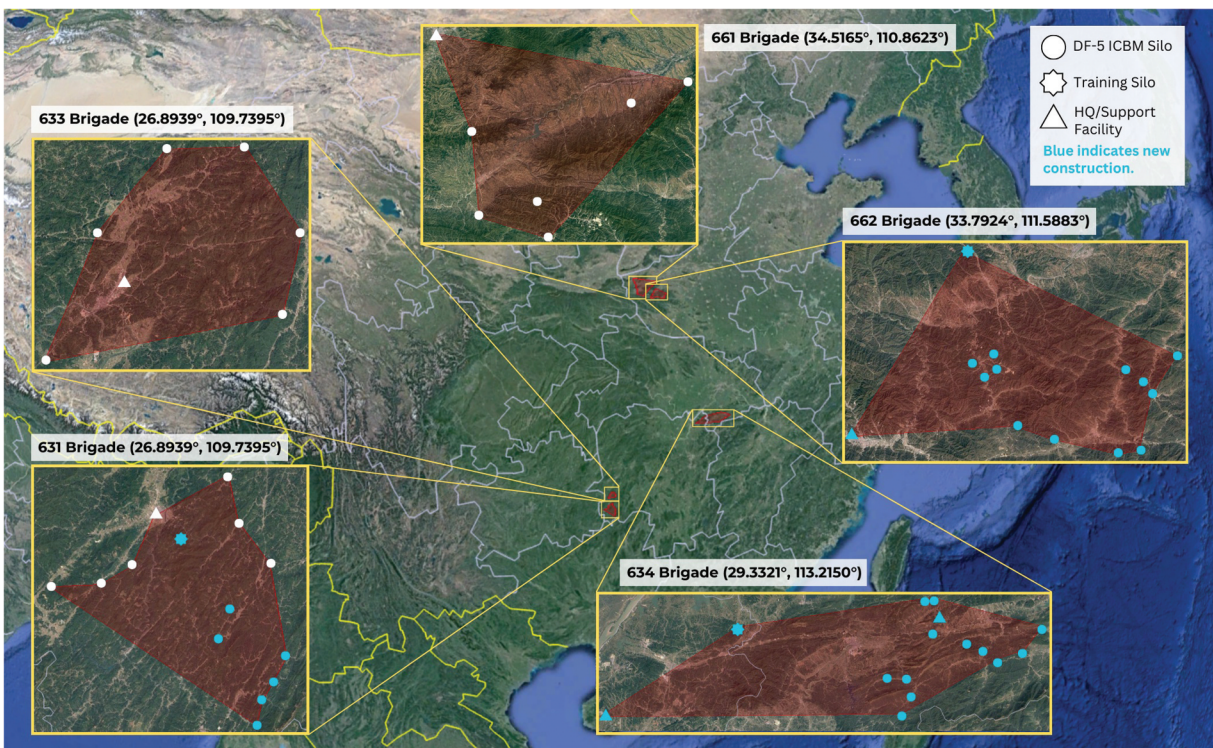 661 Brigade (34.5165°, 110.8623°)
DF-5 ICBM Silo
Training Silo
HQ/Support
Facility
Blue indicates new
construction.
633 Brigade (26.8939°, 109.7395°)
662 Brigade (33.7924°, 111.5883°)
631 Brigade (26.8939°, 109.7395°)
634 Brigade (29.3321°, 113.2150°)